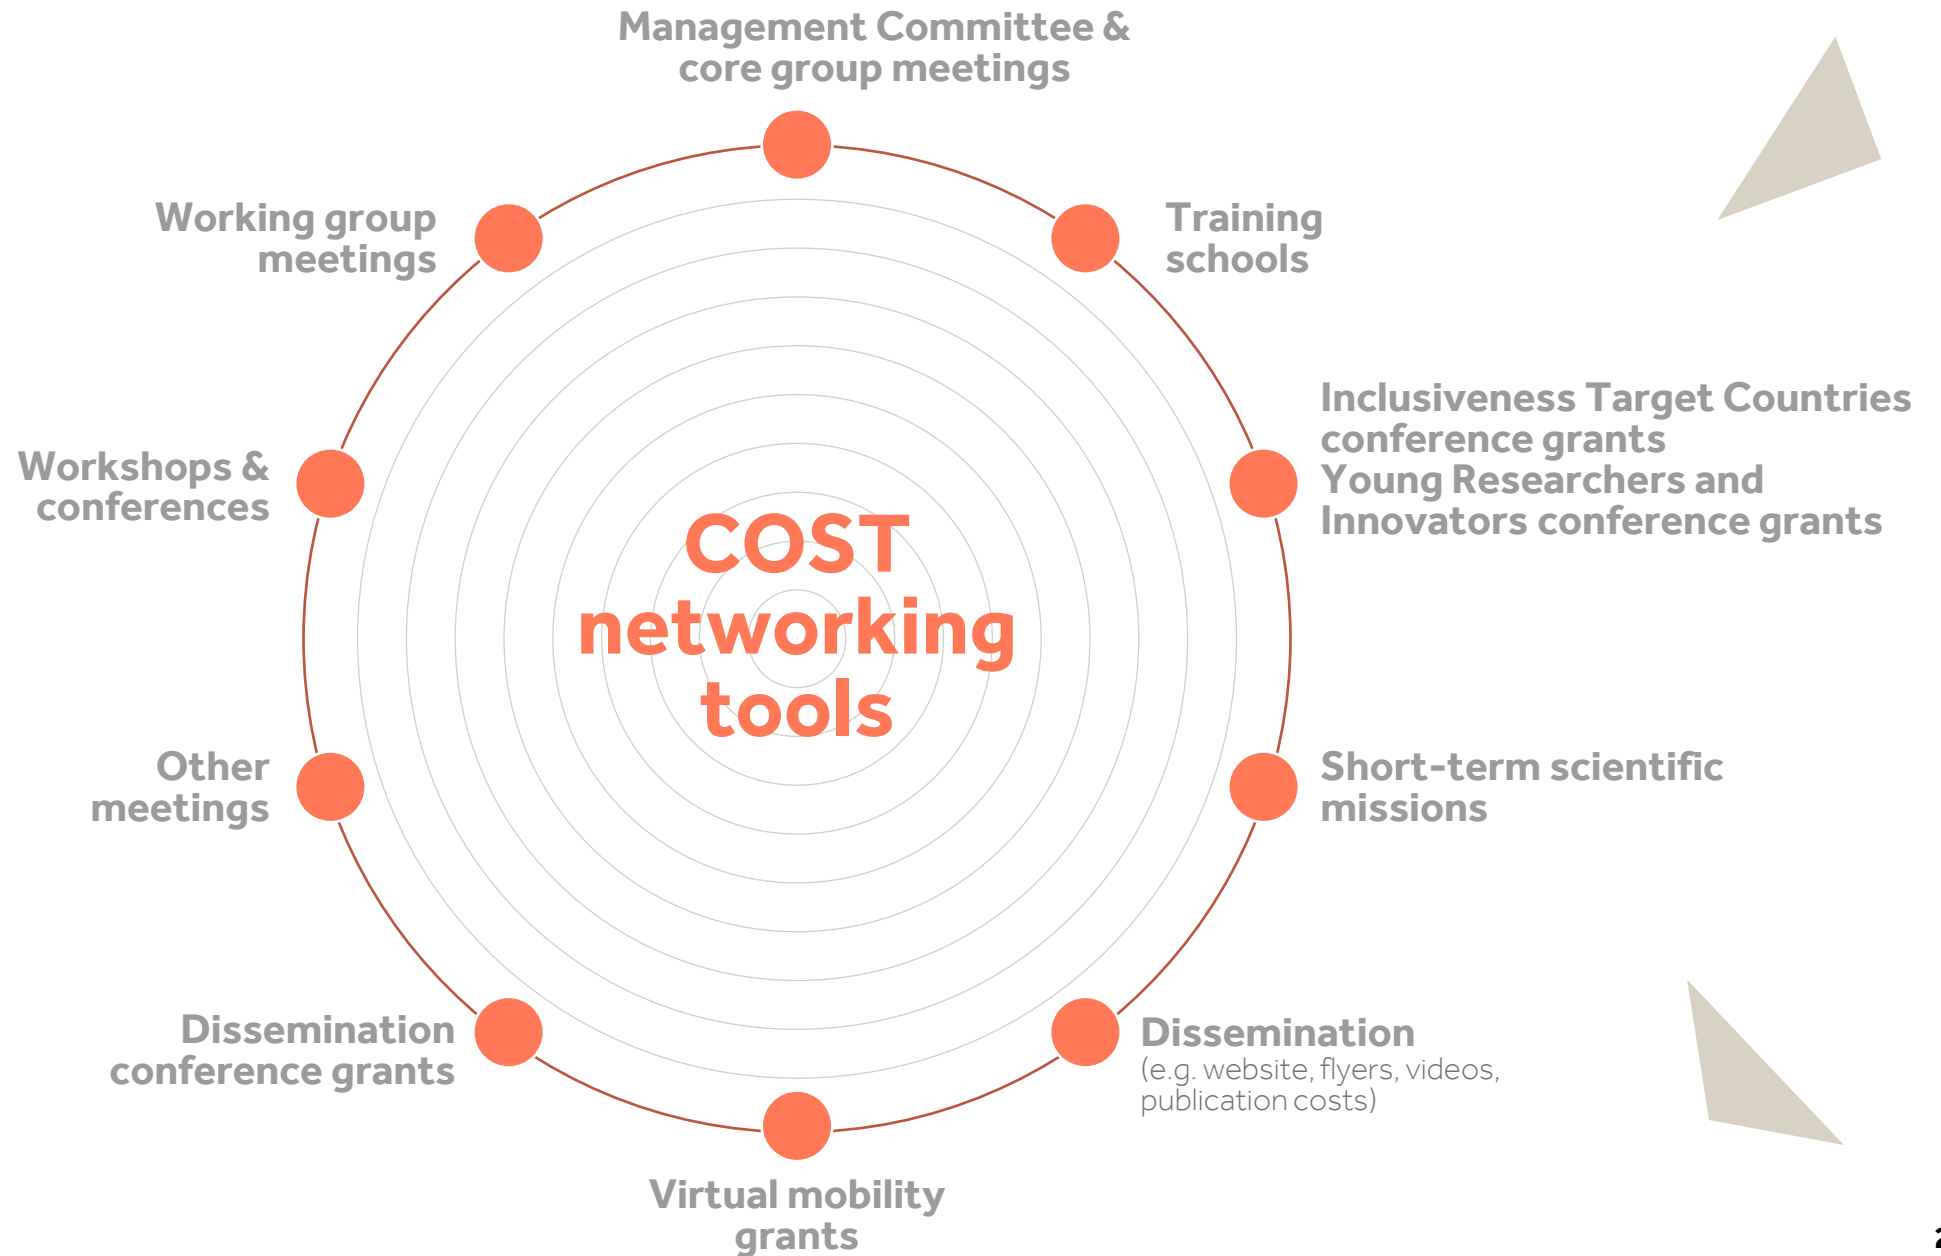 Management Committee &
core group meetings
Working group
meetings
Training
schools
Inclusiveness Target Countries
conference grants
Young Researchers and
Innovators conference grants
Workshops &
conferences
COST
networking
tools
Other
meetings
Short-term scientific
missions
Dissemination
conference grants
Dissemination
(e.g. website, flyers, videos,
publication costs)
Virtual mobility
grants